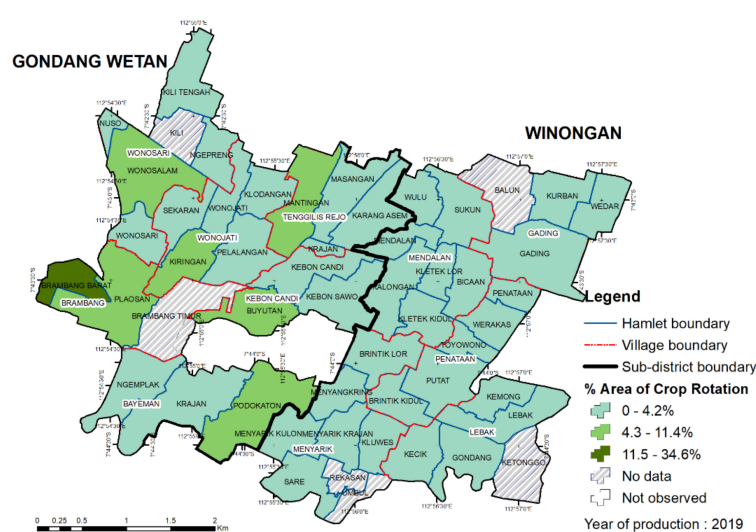 GONDANG WETAN
WINONGAN
KILI TENGAH
NUSO
KILI
NGEPRENG
WONOSARI
WONOSALAM
KLODANGAN
MANTINGAN
MASANGAN
TENGGILIS REJO
KARANG ASEM
WULU
SUKUN
BALUN
KURBAN
WEDAR
SEKARAN
WONOJATI
WONOSARI
WONOJATI
PELALANGAN
KRAJAN
MENDALAN
MENDALAN
GADING
GADING
KIRINGAN
KEBON CANDI
KLETEK LOR
BICAAN
BRAMBANG BARAT
BRAMBANG
PLAOSAN
KEBON CANDI
KEBON SAWO
KALONGAN
PENATAAN
BRAMBANG TIMUR
BUYUTAN
KLETEK KIDUL
WERAKAS
TOYOWONO
BRINTIK LOR
PENATAAN
NGEMPLAK
BAYEMAN
KRAJAN
PODOKATON
MENYANGKRING
BRINTIK KIDUL
PUTAT
KEMONG
LEBAK
LEBAK
MENYARIK KULON
MENYARIK KRAJAN
MENYARIK
KLUWES
KECIK
GONDANG
KETONGGO
SARE
REKASAN
Legend
Hamlet boundary
Village boundary
Sub-district boundary
% Area of Crop Rotation
0 - 4.2%
4.3 - 11.4%
11.5 - 34.6%
No data
Not observed
Year of production : 2019
0 0.25 0.5 1 1.5 2
Km